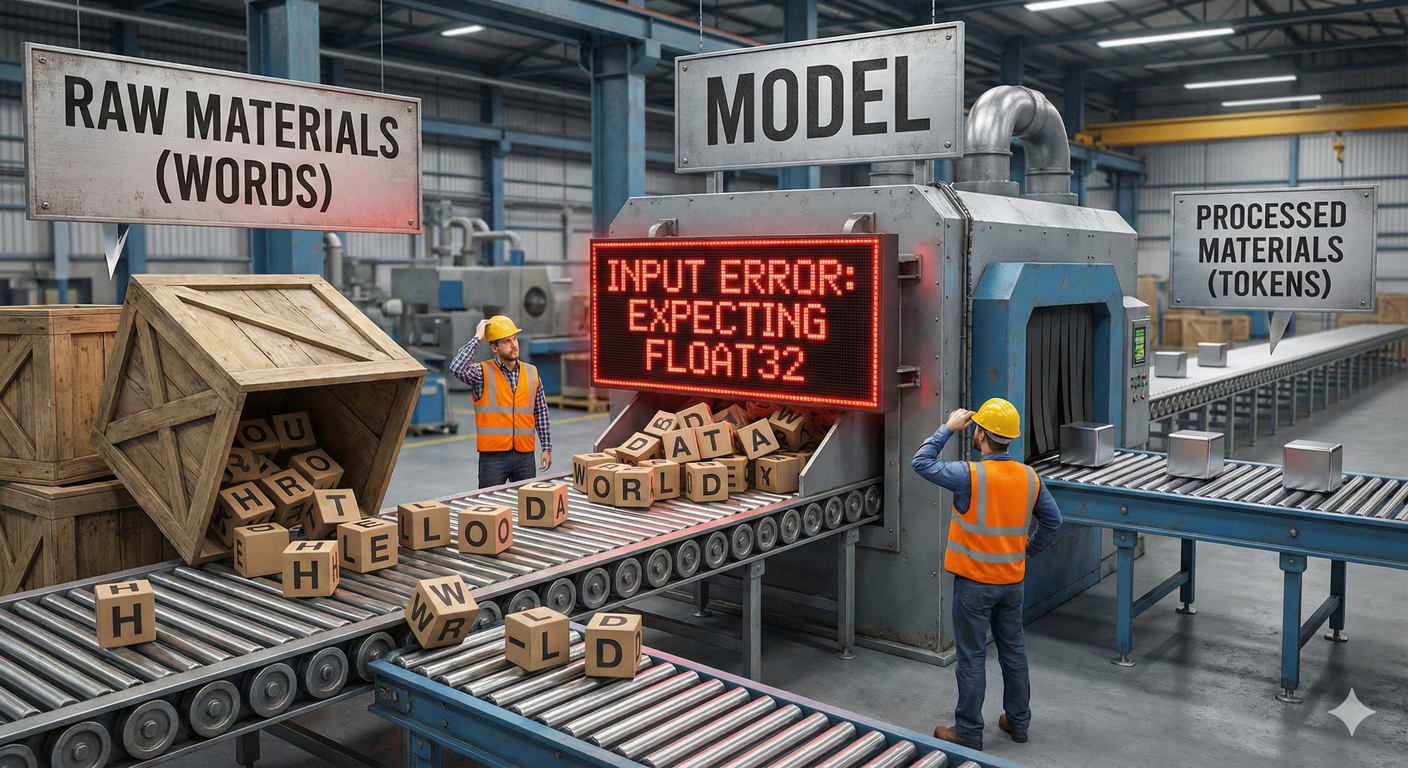 RAW MATERIALS
(WORDS)
MODEL
INPUT ERROR:
EXPECTING
FLOAT32
PROCESSED
MATERIALS
(TOKENS)
O U
R O
H R T
H H E L O O D A
H
W W R
L D D
D B D W
D A T A
W O R L D D E X